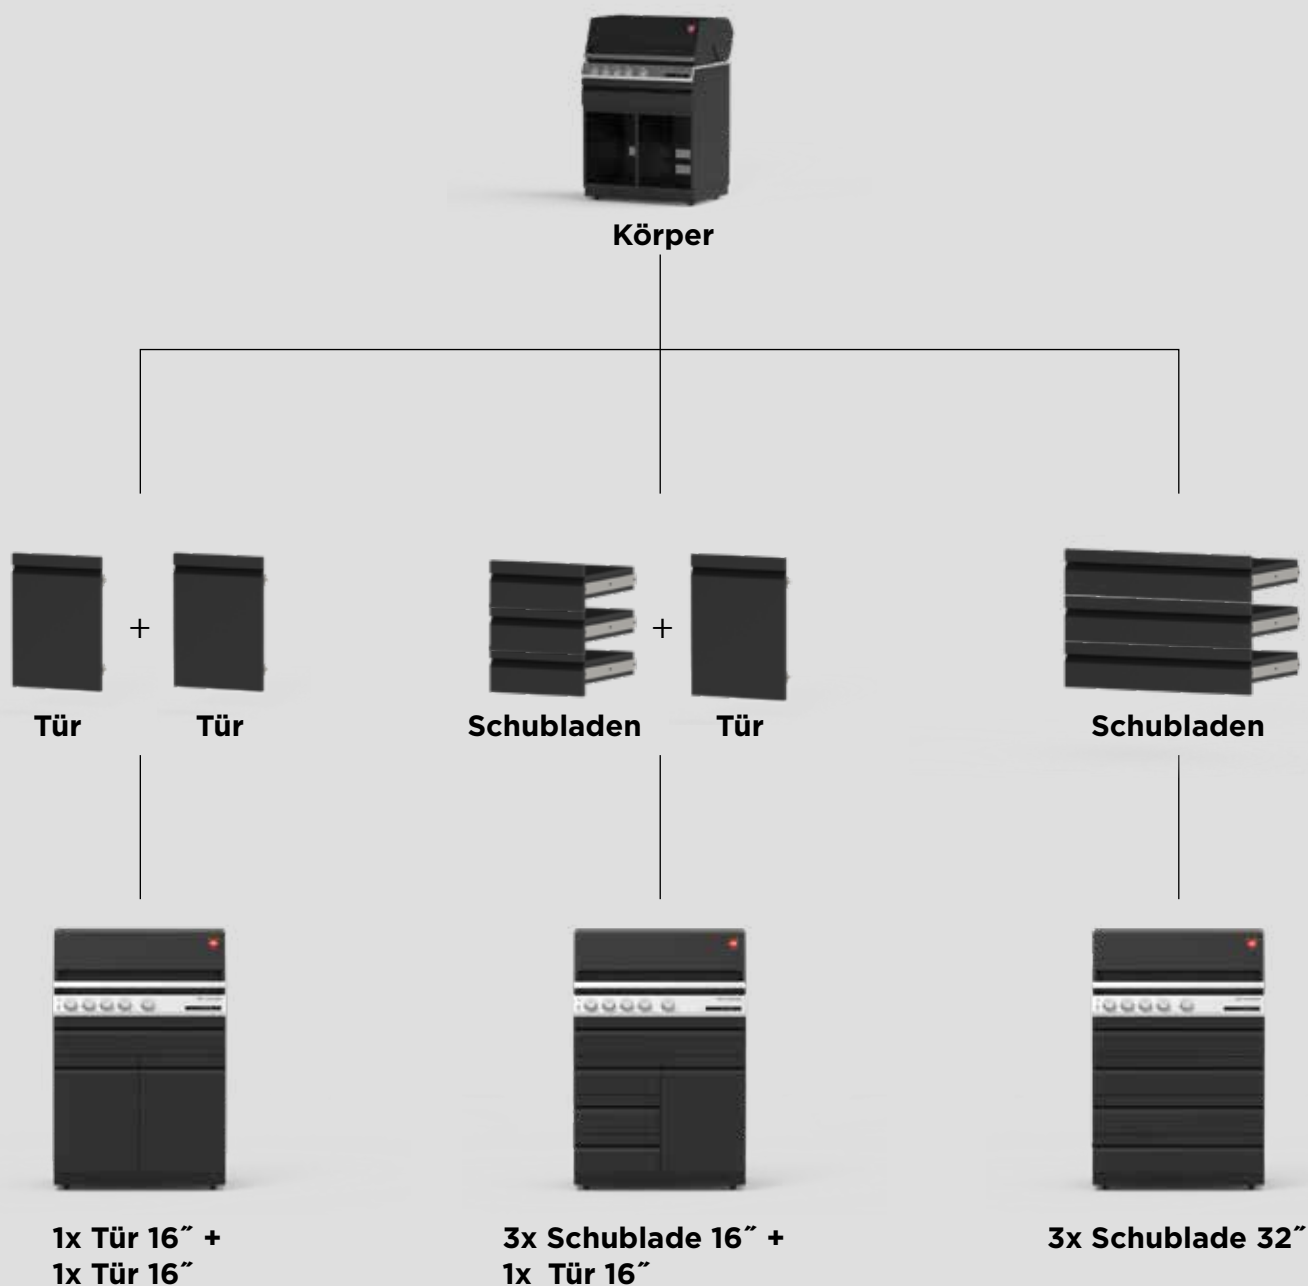 Körper
+
+
Tür
Tür
Schubladen
Tür
Schubladen
1x Tür 16˝ +
1x Tür 16˝
3x Schublade 16˝ +
1x Tür 16˝
3x Schublade 32˝